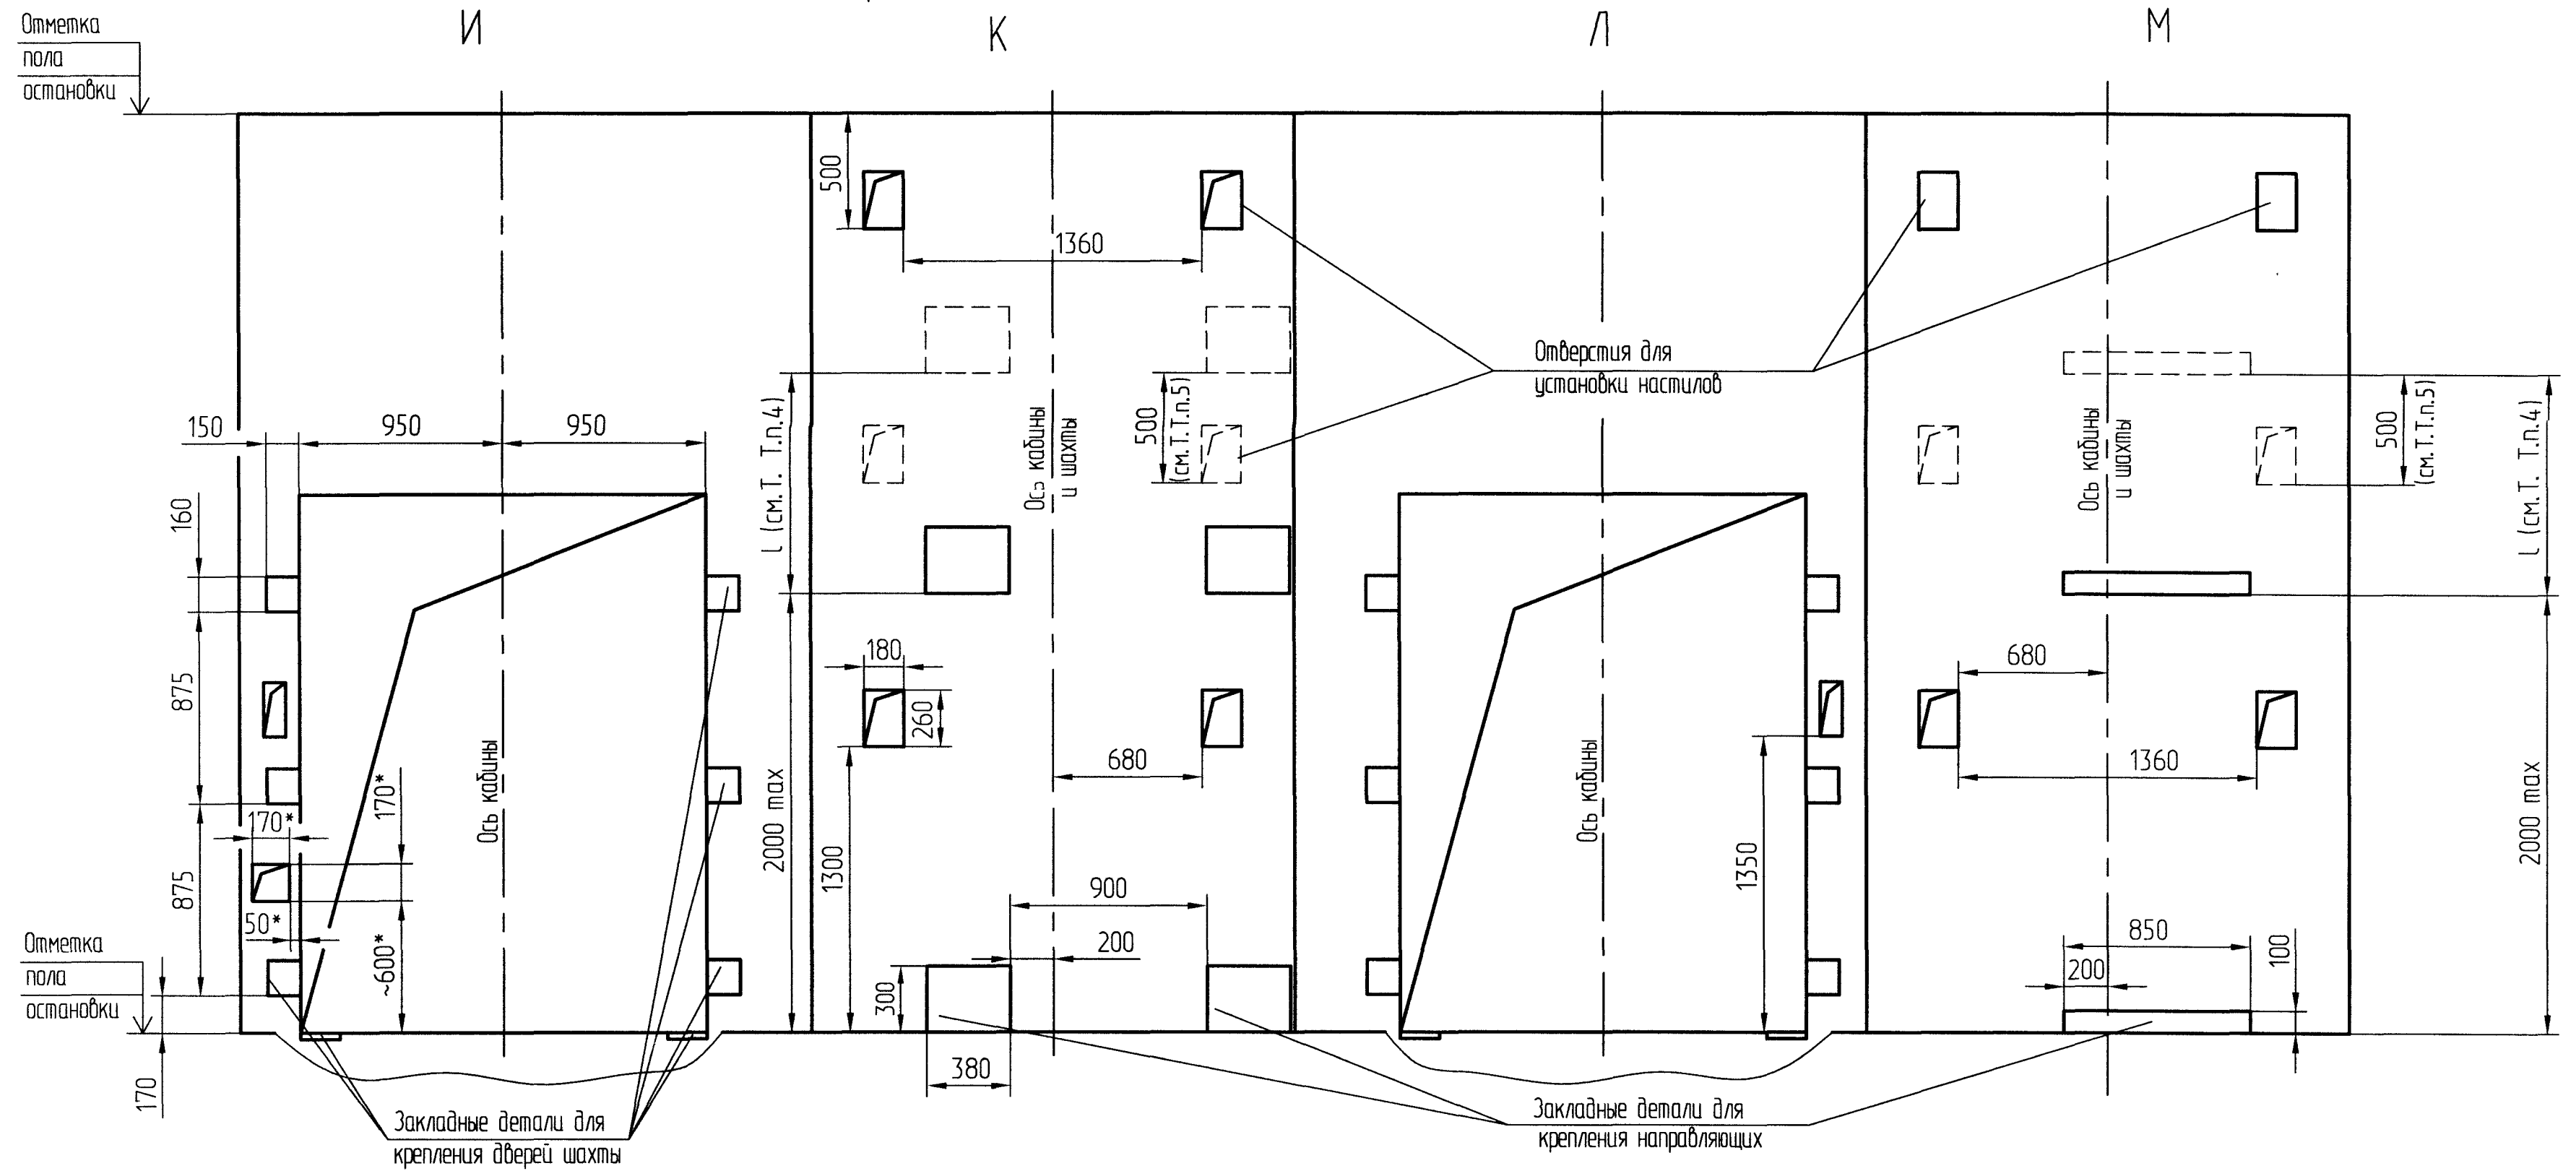 Отметка
пола
остановки
И
К
Л
М
500
1360
Отверстия для
установки настилов
150
950
950
l (см.Т. Т.п.4)
500
(см.Т.Т.п.5)
Ось кабины
и шахты
Ось кабины
и шахты
500
(см.Т.Т.п.5)
l (см.Т. Т.п.4)
160
875
180
260
680
680
1360
170*
170*
Ось кабины
2000 max
1300
Ось кабины
1350
2000 max
875
50*
~600*
900
200
300
850
200
100
Отметка
пола
остановки
170
380
Закладные детали для
крепления дверей шахты
Закладные детали для
крепления направляющих